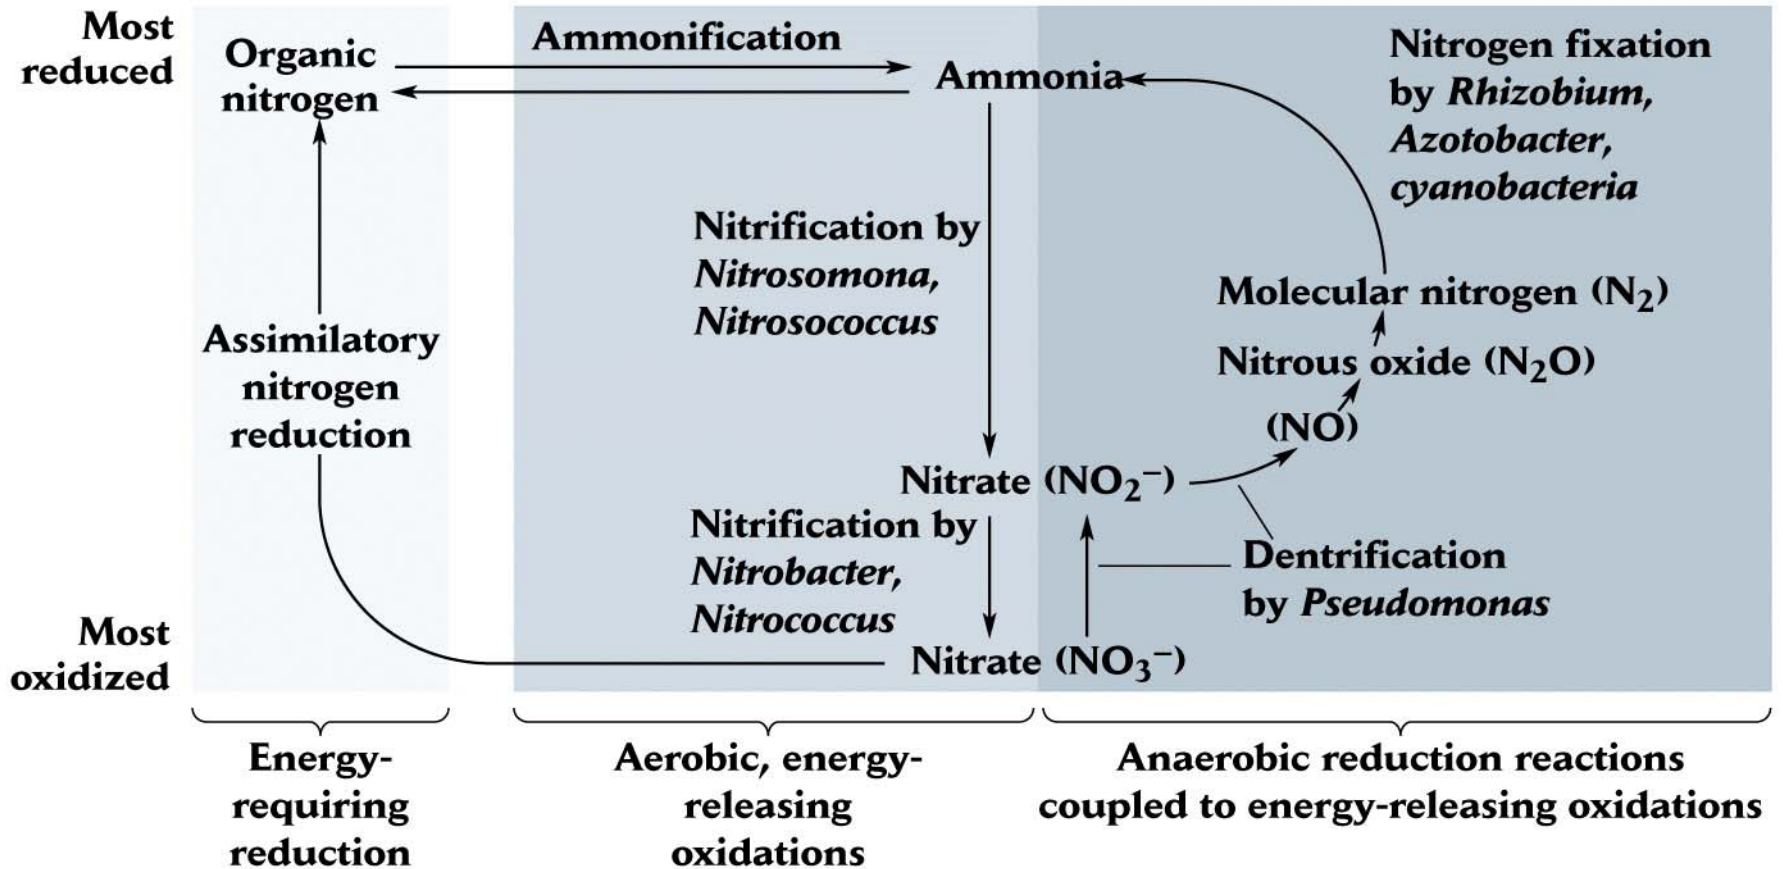 Most
reduced
Organic
nitrogen
Ammonification
Ammonia
Nitrogen fixation
by Rhizobium,
Azotobacter,
cyanobacteria
Nitrification by
Nitrosomona,
Nitrosococcus
Molecular nitrogen (N₂)
Nitrous oxide (N₂O)
(NO)
Assimilatory
nitrogen
reduction
Nitrate (NO₂⁻)
Nitrification by
Nitrobacter,
Nitrococcus
Dentrification
by Pseudomonas
Most
oxidized
Nitrate (NO₃⁻)
Energy-
requiring
reduction
Aerobic, energy-
releasing
oxidations
Anaerobic reduction reactions
coupled to energy-releasing oxidations